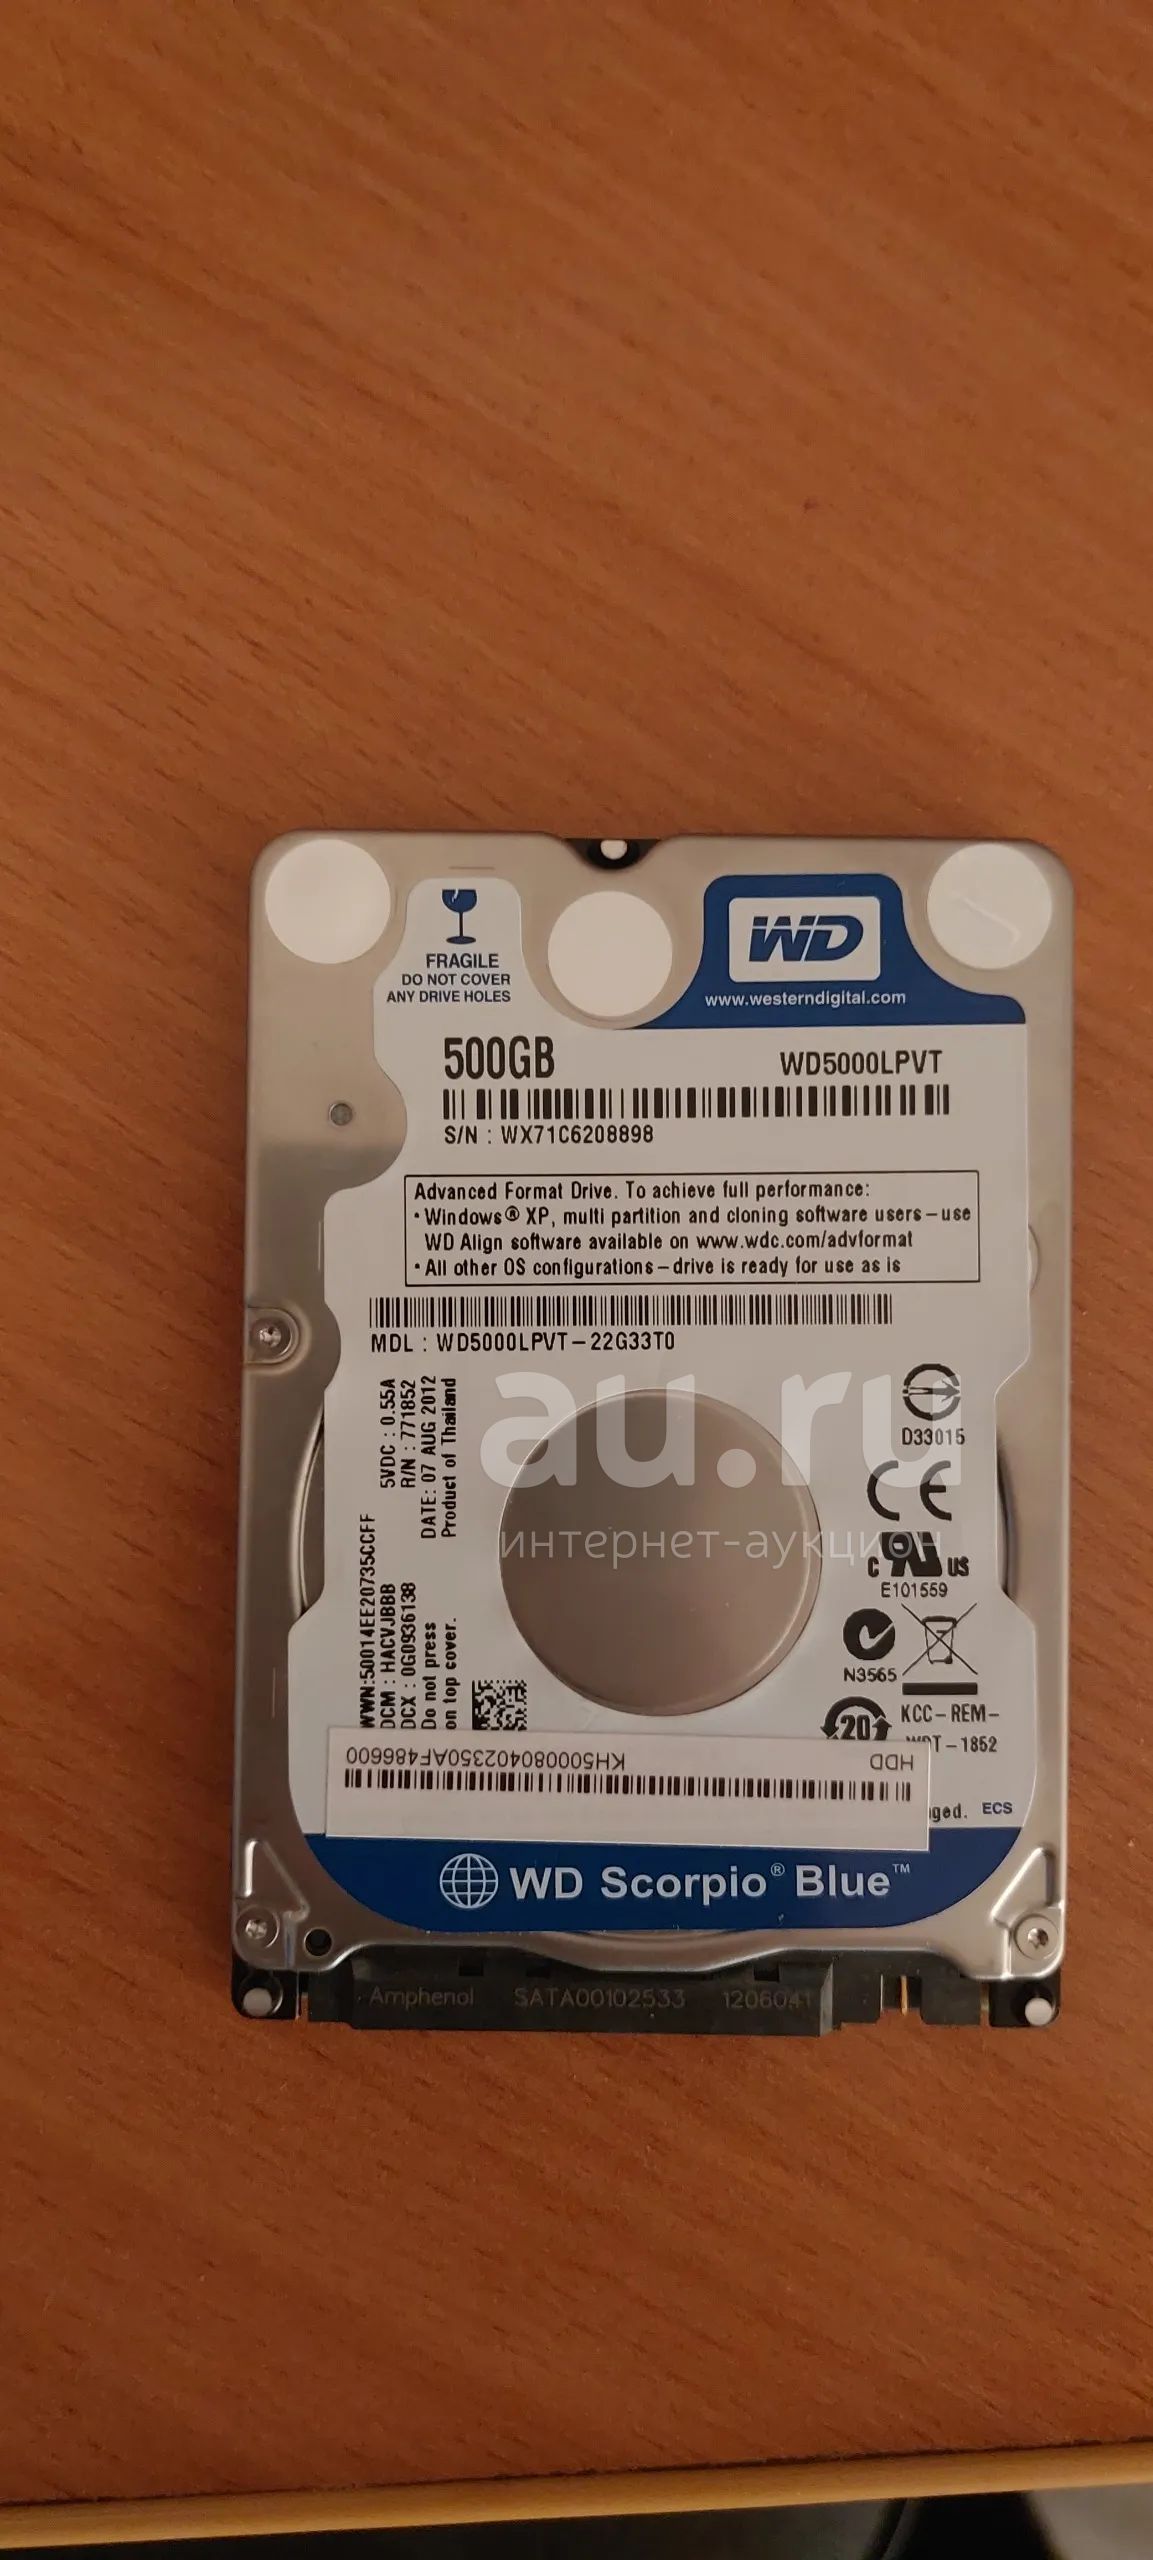 FRAGILE
DO NOT COVER
ANY DRIVE HOLES
WD
www.westerndigital.com
500GB
WD5000LPVT
S/N : WX71C6208898
Advanced Format Drive. To achieve full performance:
• Windows® XP, multi partition and cloning software users—use
WD Align software available on www.wdc.com/advformat
• All other OS configurations—drive is ready for use as is
MDL : WD5000LPVT-22G33T0
5VDC : 0.55A
R/N : 771852
DATE: 07 AUG 2012
Product of Thailand
WWN:50014EE20735CCFF
DCM : HACVJBBB
DCX : 0G0936138
Do not press
on top cover.
au.ru
интернет-аукцион
D33015
CE
c RU us
E101559
N3565
20
KCC-REM-
WDT-1852
HDD
KH500080402350AF486600
ECS
WD Scorpio® Blue™
Amphenol SATA00102533 1206041